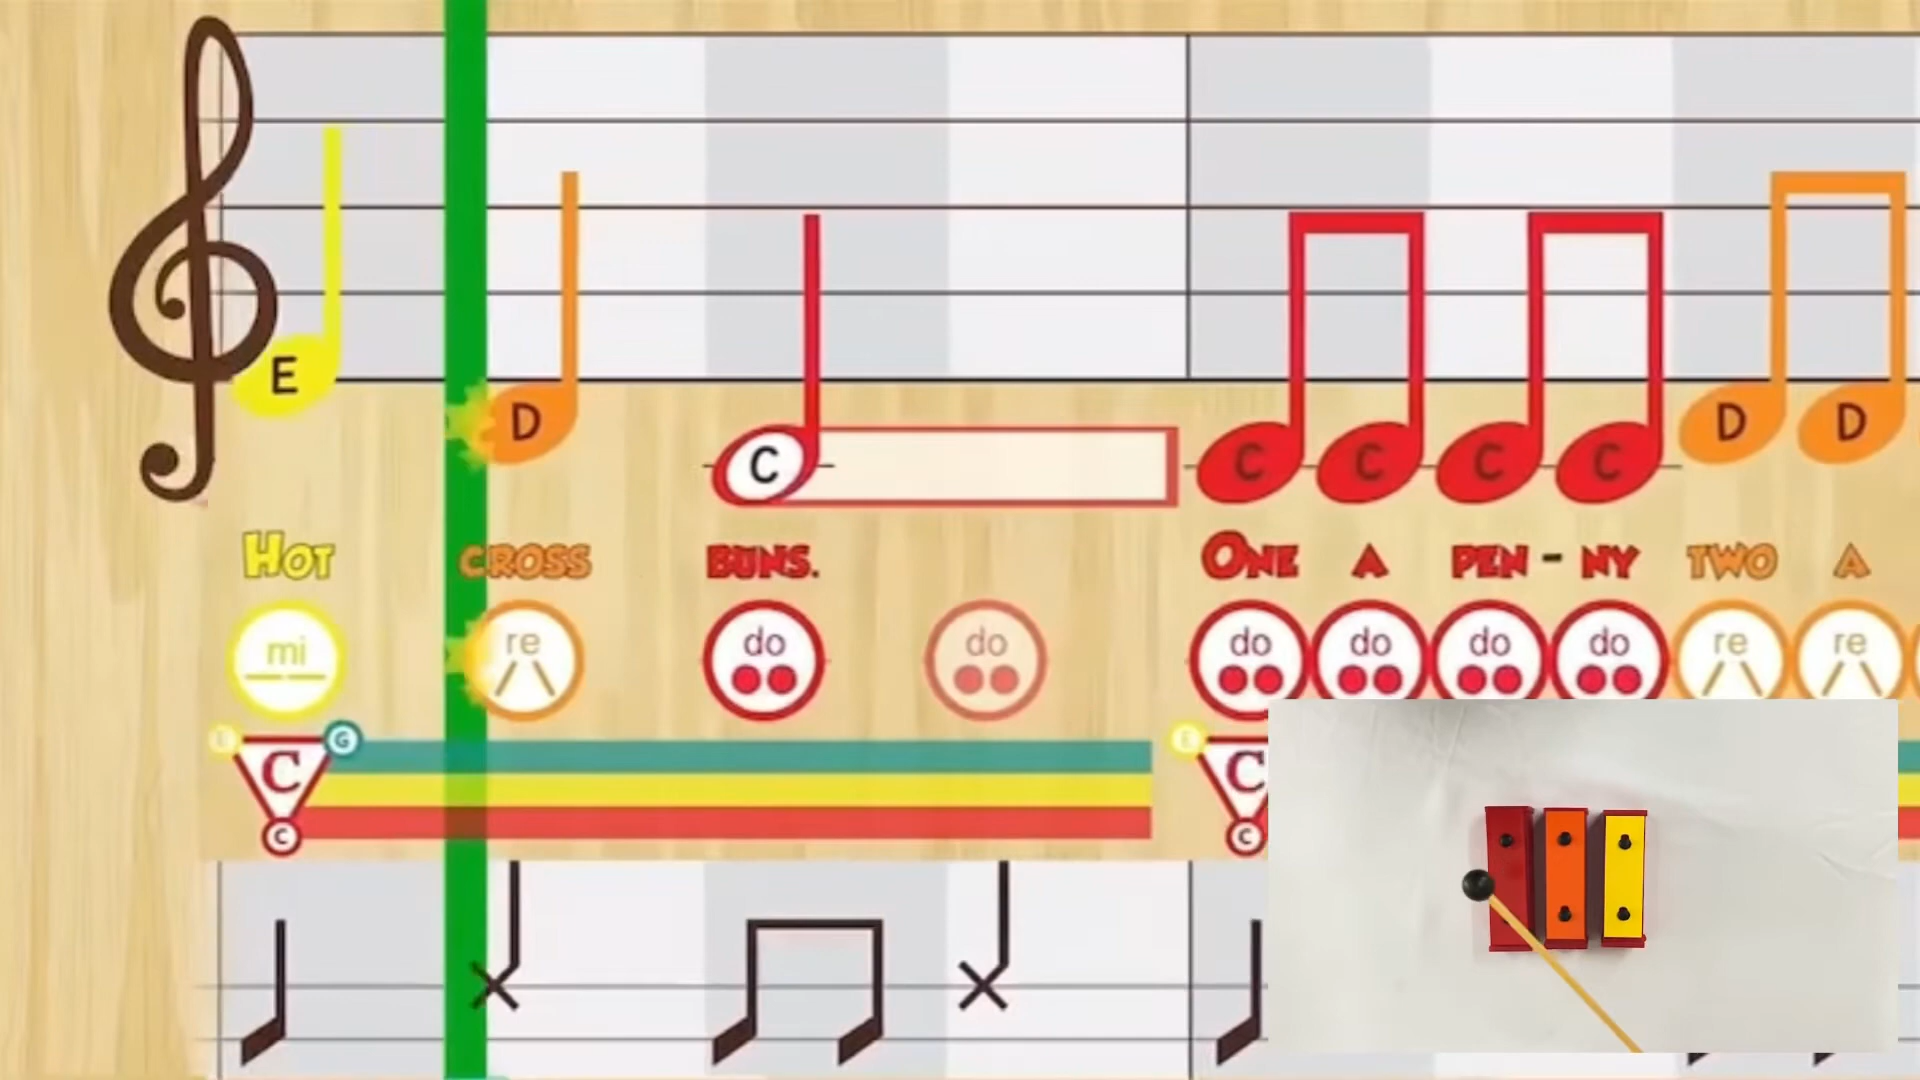 E D C C C C C D D
HOT CROSS BUNS. ONE A PEN - NY TWO A
mi re do do do do do do re re
E G E
C C
C C